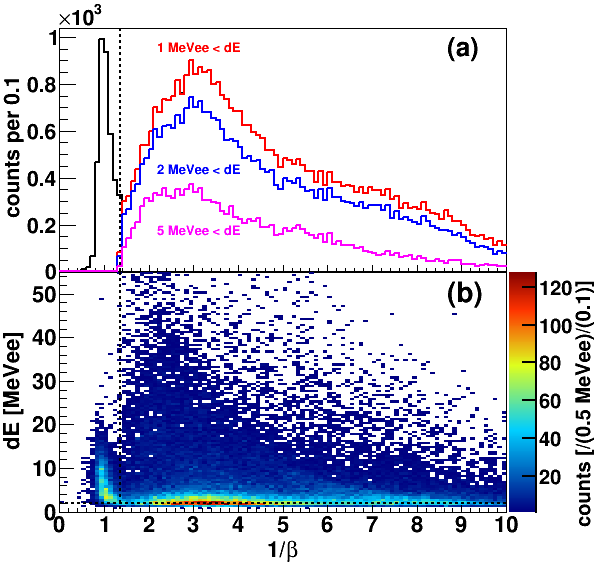 ×10³
(a)
1 MeVee < dE
2 MeVee < dE
5 MeVee < dE
counts per 0.1
1
0.8
0.6
0.4
0.2
0
(b)
dE [MeVee]
50
40
30
20
10
0
0 1 2 3 4 5 6 7 8 9 10
1/β
120
100
80
60
40
20
counts [/(0.5 MeVee)/(0.1)]